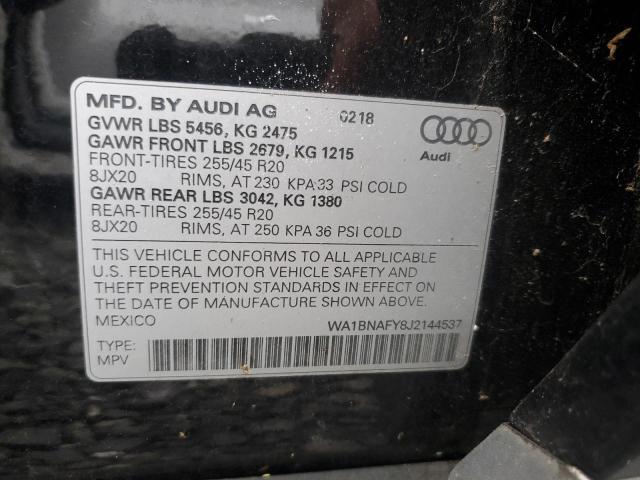 MFD. BY AUDI AG 0218
GVWR LBS 5456, KG 2475
GAWR FRONT LBS 2679, KG 1215
FRONT-TIRES 255/45 R20
8JX20 RIMS, AT 230 KPA 33 PSI COLD
GAWR REAR LBS 3042, KG 1380
REAR-TIRES 255/45 R20
8JX20 RIMS, AT 250 KPA 36 PSI COLD
Audi
THIS VEHICLE CONFORMS TO ALL APPLICABLE
U.S. FEDERAL MOTOR VEHICLE SAFETY AND
THEFT PREVENTION STANDARDS IN EFFECT ON
THE DATE OF MANUFACTURE SHOWN ABOVE.
MEXICO
WA1BNAFY8J2144537
TYPE:
MPV